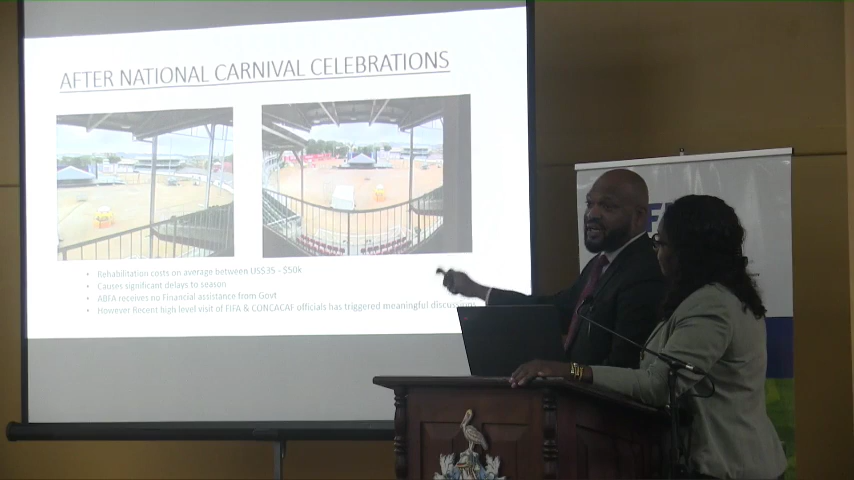 AFTER NATIONAL CARNIVAL CELEBRATIONS
• Rehabilitation costs on average between US$35 - $50k
• Causes significant delays to season
• ABFA receives no Financial assistance from Govt
• However Recent high level visit of FIFA & CONCACAF officials has triggered meaningful discussions